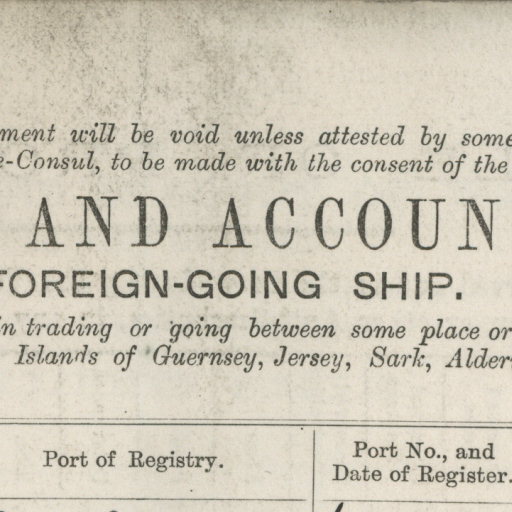 ment will be void unless attested by some
e-Consul, to be made with the consent of the
AND ACCOUN
FOREIGN-GOING SHIP.
in trading or going between some place or
Islands of Guernsey, Jersey, Sark, Alder
Port of Registry.
Port No., and
Date of Register.